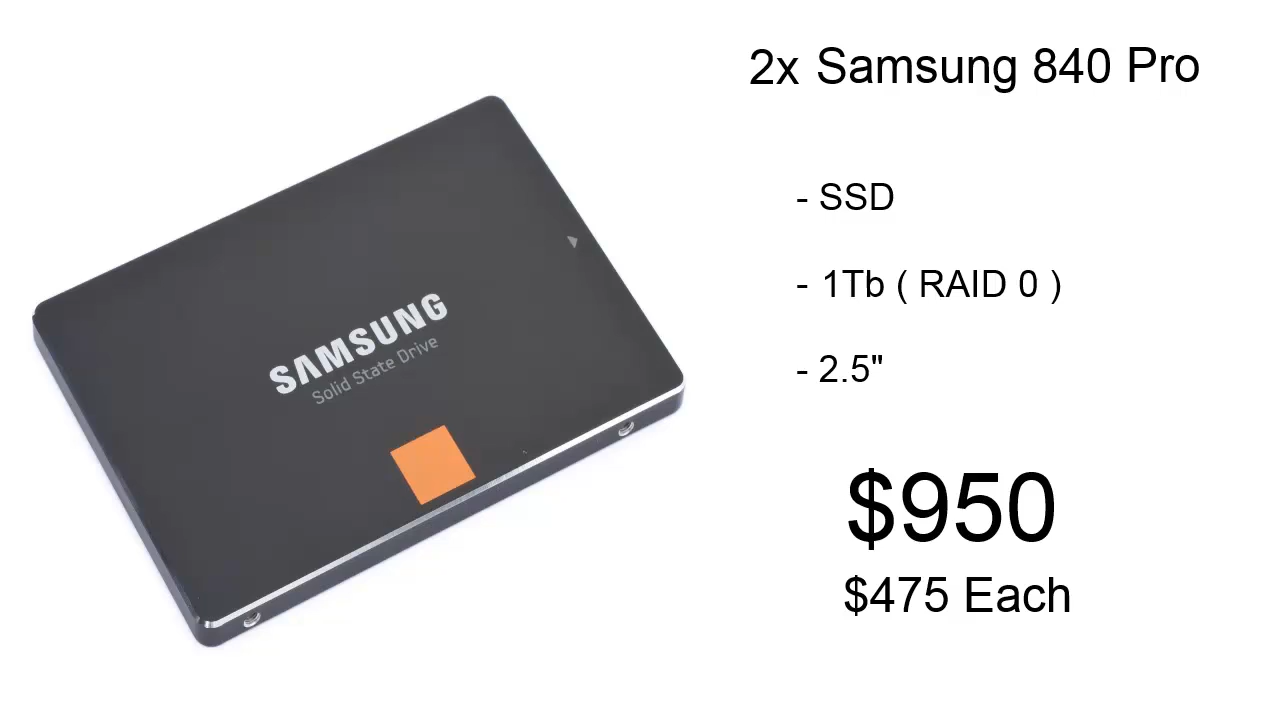 2x Samsung 840 Pro
- SSD
- 1Tb ( RAID 0 )
- 2.5"
SAMSUNG
Solid State Drive
$950
$475 Each